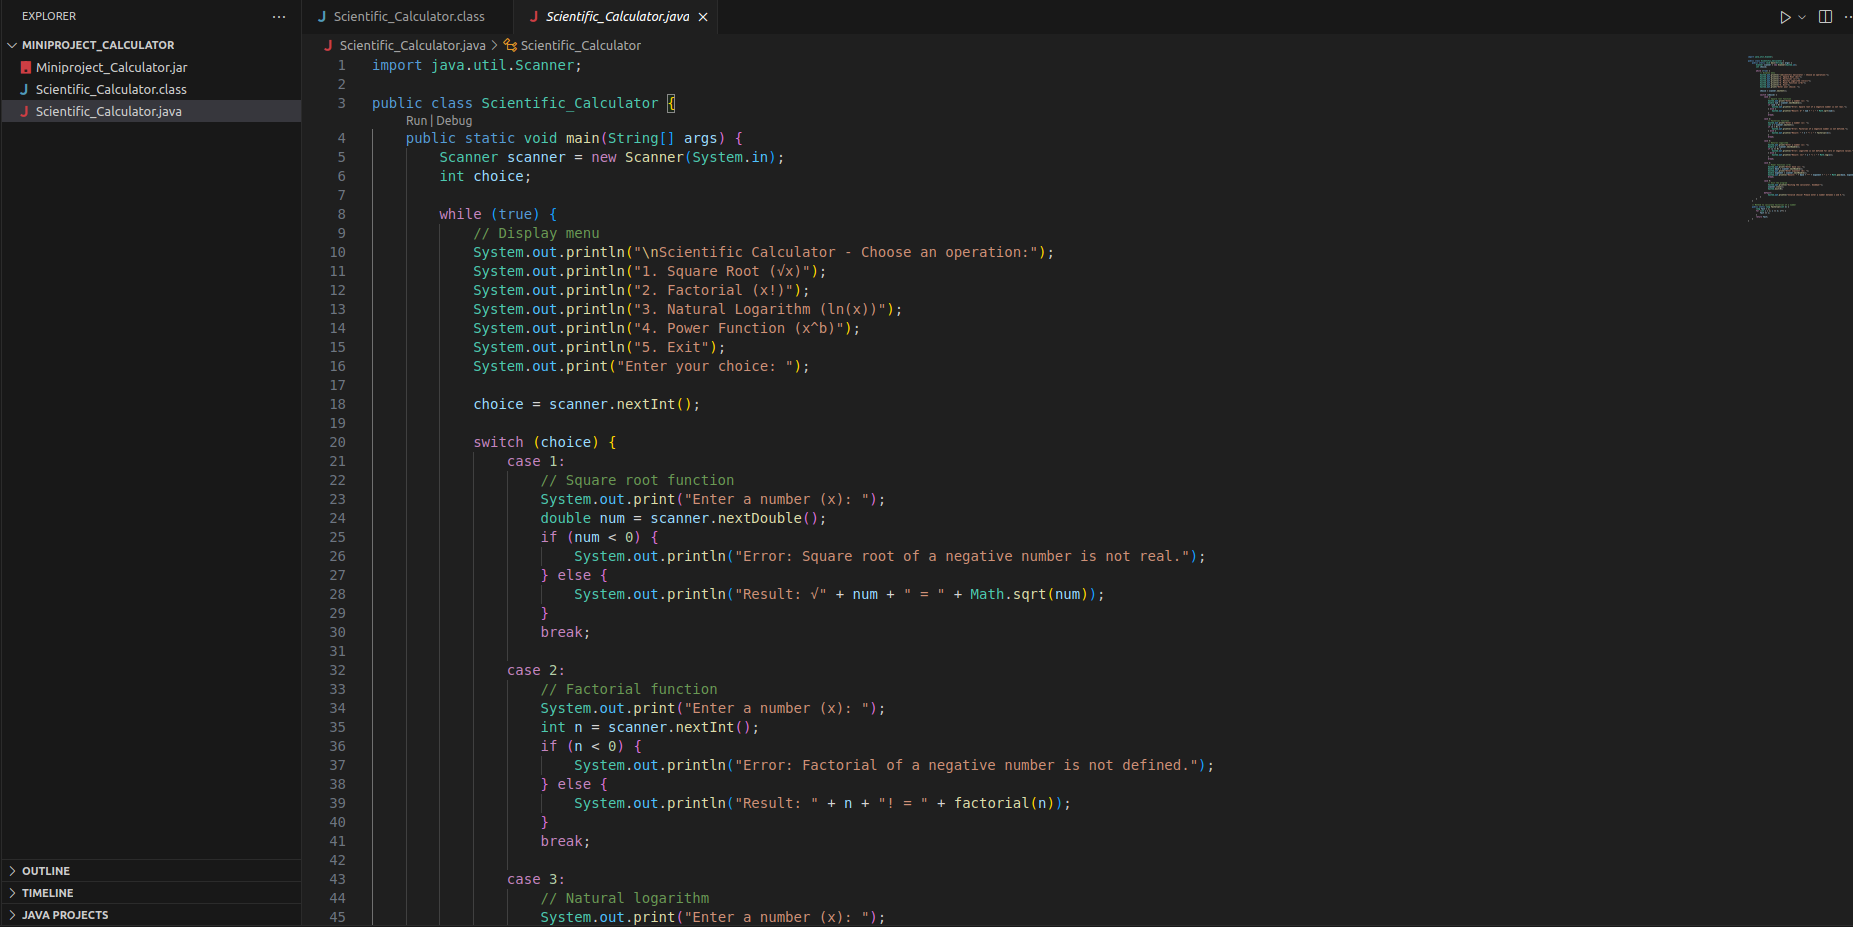 EXPLORER
MINIPROJECT_CALCULATOR
Miniproject_Calculator.jar
Scientific_Calculator.class
Scientific_Calculator.java
OUTLINE
TIMELINE
JAVA PROJECTS
Scientific_Calculator.class
Scientific_Calculator.java
Scientific_Calculator.java > Scientific_Calculator
1 import java.util.Scanner;
2
3 public class Scientific_Calculator {
Run | Debug
4 public static void main(String[] args) {
5 Scanner scanner = new Scanner(System.in);
6 int choice;
7
8 while (true) {
9 // Display menu
10 System.out.println("\nScientific Calculator - Choose an operation:");
11 System.out.println("1. Square Root (√x)");
12 System.out.println("2. Factorial (x!)");
13 System.out.println("3. Natural Logarithm (ln(x))");
14 System.out.println("4. Power Function (x^b)");
15 System.out.println("5. Exit");
16 System.out.print("Enter your choice: ");
17
18 choice = scanner.nextInt();
19
20 switch (choice) {
21 case 1:
22 // Square root function
23 System.out.print("Enter a number (x): ");
24 double num = scanner.nextDouble();
25 if (num < 0) {
26 System.out.println("Error: Square root of a negative number is not real.");
27 } else {
28 System.out.println("Result: √" + num + " = " + Math.sqrt(num));
29 }
30 break;
31
32 case 2:
33 // Factorial function
34 System.out.print("Enter a number (x): ");
35 int n = scanner.nextInt();
36 if (n < 0) {
37 System.out.println("Error: Factorial of a negative number is not defined.");
38 } else {
39 System.out.println("Result: " + n + "! = " + factorial(n));
40 }
41 break;
42
43 case 3:
44 // Natural logarithm
45 System.out.print("Enter a number (x): ");